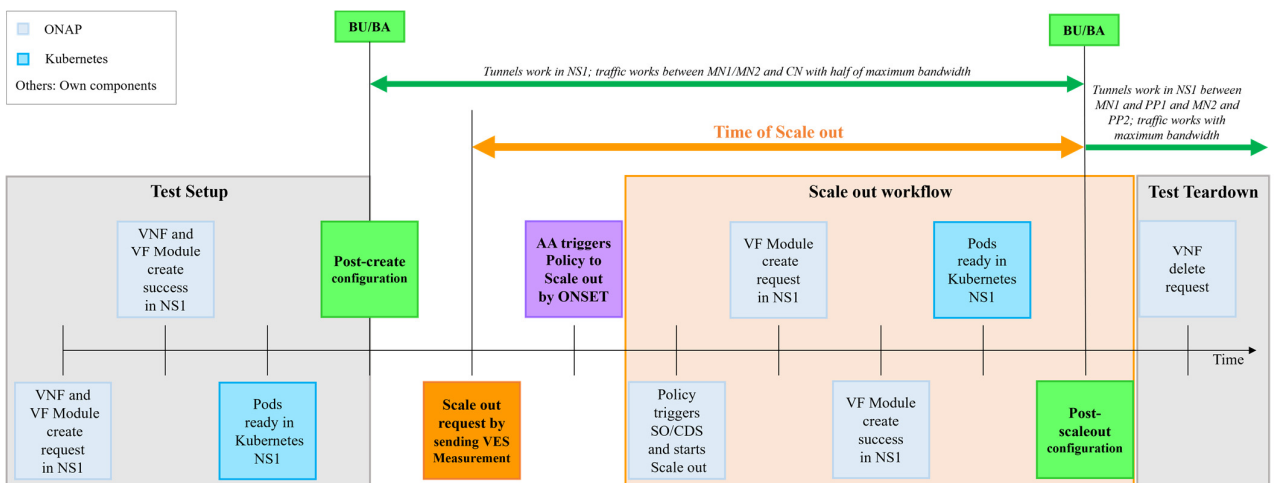 ONAP
Kubernetes
Others: Own components
BU/BA
BU/BA
Tunnels work in NS1; traffic works between MN1/MN2 and CN with half of maximum bandwidth
Tunnels work in NS1 between
MN1 and PP1 and MN2 and
PP2; traffic works with
maximum bandwidth
Time of Scale out
Test Setup
Scale out workflow
Test Teardown
VNF and
VF Module
create
success
in NS1
Post-create
configuration
AA triggers
Policy to
Scale out
by ONSET
VF Module
create
request
in NS1
Pods
ready in
Kubernetes
NS1
VNF
delete
request
Time
VNF and
VF Module
create
request
in NS1
Pods
ready in
Kubernetes
NS1
Scale out
request by
sending VES
Measurement
Policy
triggers
SO/CDS
and starts
Scale out
VF Module
create
success
in NS1
Post-
scaleout
configuration